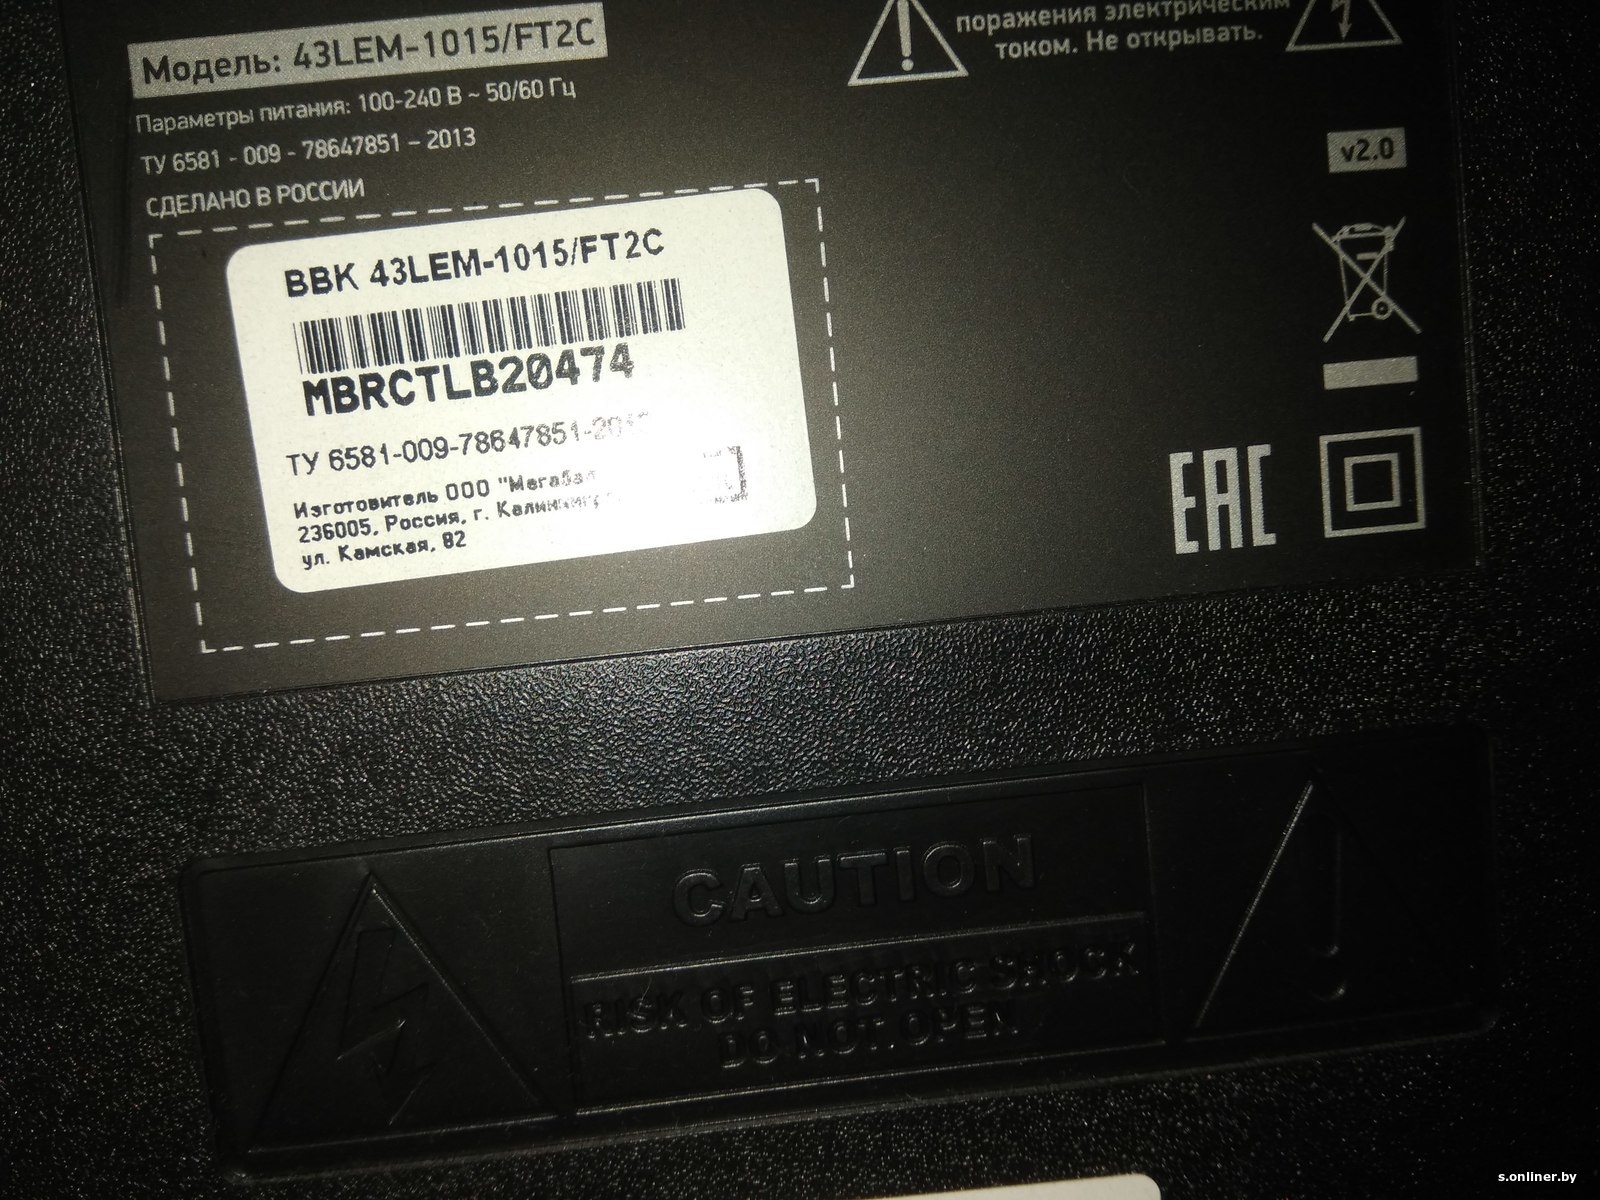 Модель: 43LEM-1015/FT2C
Параметры питания: 100-240 В ~ 50/60 Гц
ТУ 6581 - 009 - 78647851 – 2013
СДЕЛАНО В РОССИИ
поражения электрическим
током. Не открывать.
v2.0
BBK 43LEM-1015/FT2C
MBRCTLB20474
ТУ 6581-009-78647851-
Изготовитель ООО
236005, Россия, г.
ул. Камская, 82
EAC
CAUTION
RISK OF ELECTRIC SHOCK
DO NOT OPEN
s.onliner.by